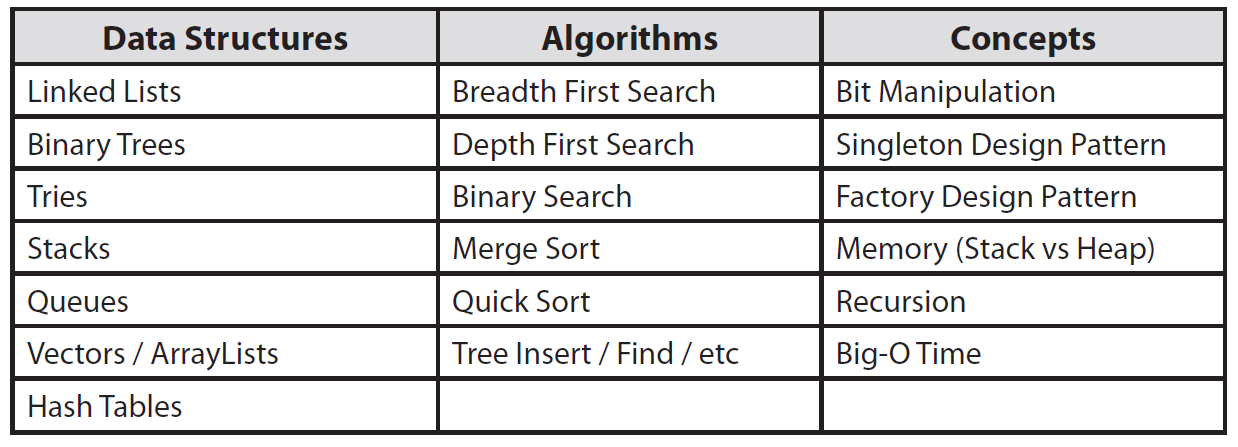 Data Structures Algorithms Concepts
Linked Lists Breadth First Search Bit Manipulation
Binary Trees Depth First Search Singleton Design Pattern
Tries Binary Search Factory Design Pattern
Stacks Merge Sort Memory (Stack vs Heap)
Queues Quick Sort Recursion
Vectors / ArrayLists Tree Insert / Find / etc Big-O Time
Hash Tables